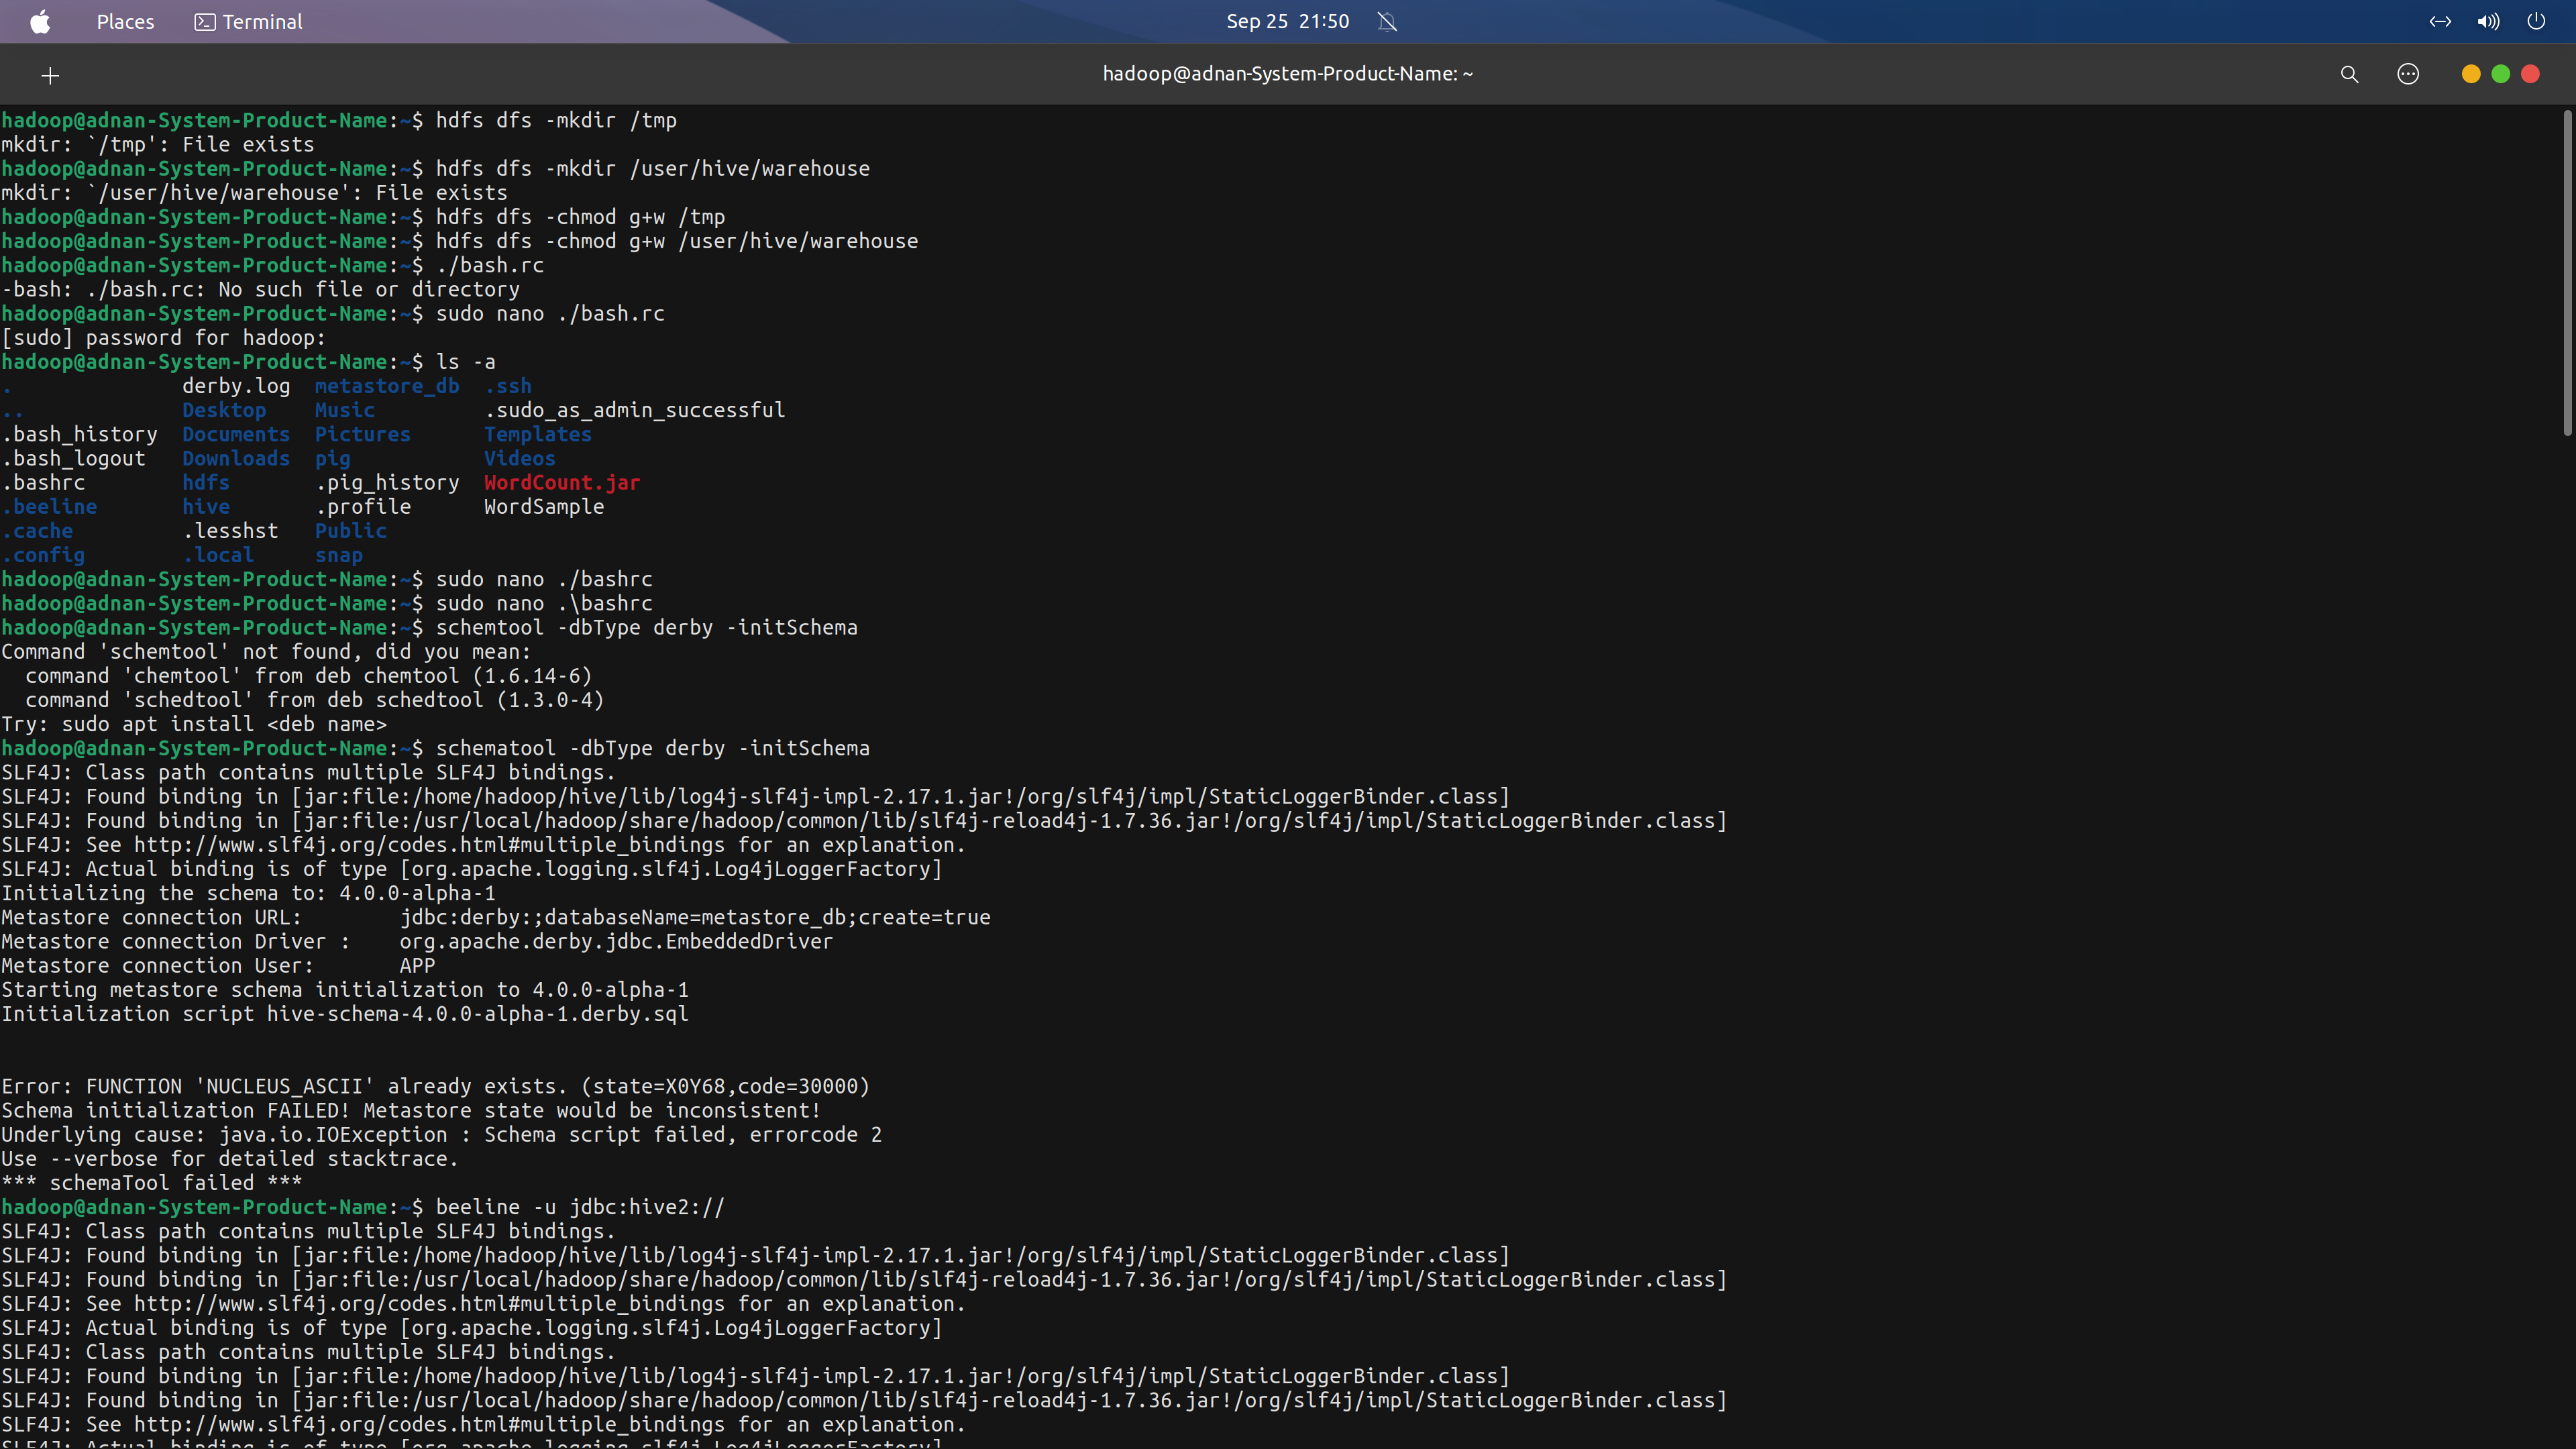 Places Terminal Sep 25 21:50
hadoop@adnan-System-Product-Name: ~
hadoop@adnan-System-Product-Name:~$ hdfs dfs -mkdir /tmp
mkdir: `/tmp': File exists
hadoop@adnan-System-Product-Name:~$ hdfs dfs -mkdir /user/hive/warehouse
mkdir: `/user/hive/warehouse': File exists
hadoop@adnan-System-Product-Name:~$ hdfs dfs -chmod g+w /tmp
hadoop@adnan-System-Product-Name:~$ hdfs dfs -chmod g+w /user/hive/warehouse
hadoop@adnan-System-Product-Name:~$ ./bash.rc
-bash: ./bash.rc: No such file or directory
hadoop@adnan-System-Product-Name:~$ sudo nano ./bash.rc
[sudo] password for hadoop:
hadoop@adnan-System-Product-Name:~$ ls -a
.              derby.log  metastore_db  .ssh
..             Desktop    Music         .sudo_as_admin_successful
.bash_history  Documents  Pictures      Templates
.bash_logout   Downloads  pig           Videos
.bashrc        hdfs       .pig_history  WordCount.jar
.beeline       hive       .profile      WordSample
.cache         .lesshst   Public
.config        .local     snap
hadoop@adnan-System-Product-Name:~$ sudo nano ./bashrc
hadoop@adnan-System-Product-Name:~$ sudo nano .\bashrc
hadoop@adnan-System-Product-Name:~$ schemtool -dbType derby -initSchema
Command 'schemtool' not found, did you mean:
  command 'chemtool' from deb chemtool (1.6.14-6)
  command 'schedtool' from deb schedtool (1.3.0-4)
Try: sudo apt install <deb name>
hadoop@adnan-System-Product-Name:~$ schematool -dbType derby -initSchema
SLF4J: Class path contains multiple SLF4J bindings.
SLF4J: Found binding in [jar:file:/home/hadoop/hive/lib/log4j-slf4j-impl-2.17.1.jar!/org/slf4j/impl/StaticLoggerBinder.class]
SLF4J: Found binding in [jar:file:/usr/local/hadoop/share/hadoop/common/lib/slf4j-reload4j-1.7.36.jar!/org/slf4j/impl/StaticLoggerBinder.class]
SLF4J: See http://www.slf4j.org/codes.html#multiple_bindings for an explanation.
SLF4J: Actual binding is of type [org.apache.logging.slf4j.Log4jLoggerFactory]
Initializing the schema to: 4.0.0-alpha-1
Metastore connection URL:        jdbc:derby:;databaseName=metastore_db;create=true
Metastore connection Driver :    org.apache.derby.jdbc.EmbeddedDriver
Metastore connection User:       APP
Starting metastore schema initialization to 4.0.0-alpha-1
Initialization script hive-schema-4.0.0-alpha-1.derby.sql
Error: FUNCTION 'NUCLEUS_ASCII' already exists. (state=X0Y68,code=30000)
Schema initialization FAILED! Metastore state would be inconsistent!
Underlying cause: java.io.IOException : Schema script failed, errorcode 2
Use --verbose for detailed stacktrace.
*** schemaTool failed ***
hadoop@adnan-System-Product-Name:~$ beeline -u jdbc:hive2://
SLF4J: Class path contains multiple SLF4J bindings.
SLF4J: Found binding in [jar:file:/home/hadoop/hive/lib/log4j-slf4j-impl-2.17.1.jar!/org/slf4j/impl/StaticLoggerBinder.class]
SLF4J: Found binding in [jar:file:/usr/local/hadoop/share/hadoop/common/lib/slf4j-reload4j-1.7.36.jar!/org/slf4j/impl/StaticLoggerBinder.class]
SLF4J: See http://www.slf4j.org/codes.html#multiple_bindings for an explanation.
SLF4J: Actual binding is of type [org.apache.logging.slf4j.Log4jLoggerFactory]
SLF4J: Class path contains multiple SLF4J bindings.
SLF4J: Found binding in [jar:file:/home/hadoop/hive/lib/log4j-slf4j-impl-2.17.1.jar!/org/slf4j/impl/StaticLoggerBinder.class]
SLF4J: Found binding in [jar:file:/usr/local/hadoop/share/hadoop/common/lib/slf4j-reload4j-1.7.36.jar!/org/slf4j/impl/StaticLoggerBinder.class]
SLF4J: See http://www.slf4j.org/codes.html#multiple_bindings for an explanation.
SLF4J: Actual binding is of type [org.apache.logging.slf4j.Log4jLoggerFactory]